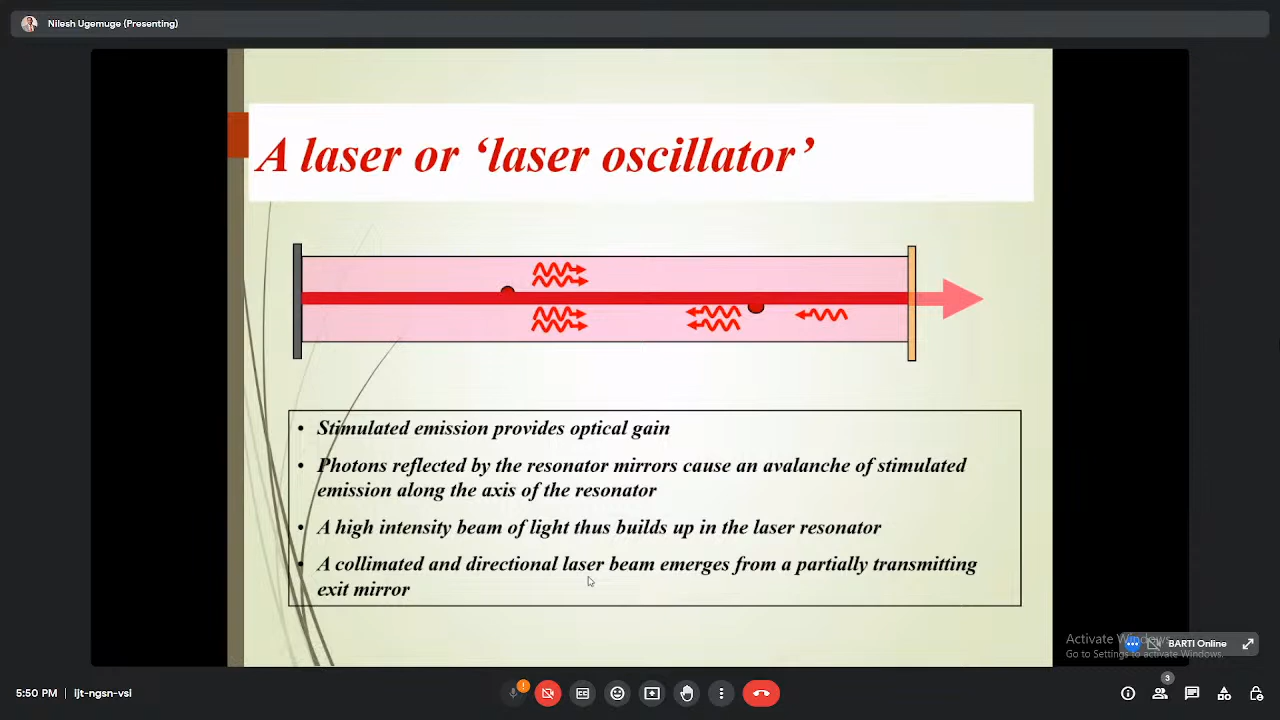 Nilesh Ugemuge (Presenting)
A laser or ‘laser oscillator’
• Stimulated emission provides optical gain
• Photons reflected by the resonator mirrors cause an avalanche of stimulated
emission along the axis of the resonator
• A high intensity beam of light thus builds up in the laser resonator
• A collimated and directional laser beam emerges from a partially transmitting
exit mirror
Activate Windows
Go to Settings to activate Windows.
BARTI Online
3
5:50 PM | ljt-ngsn-vsl